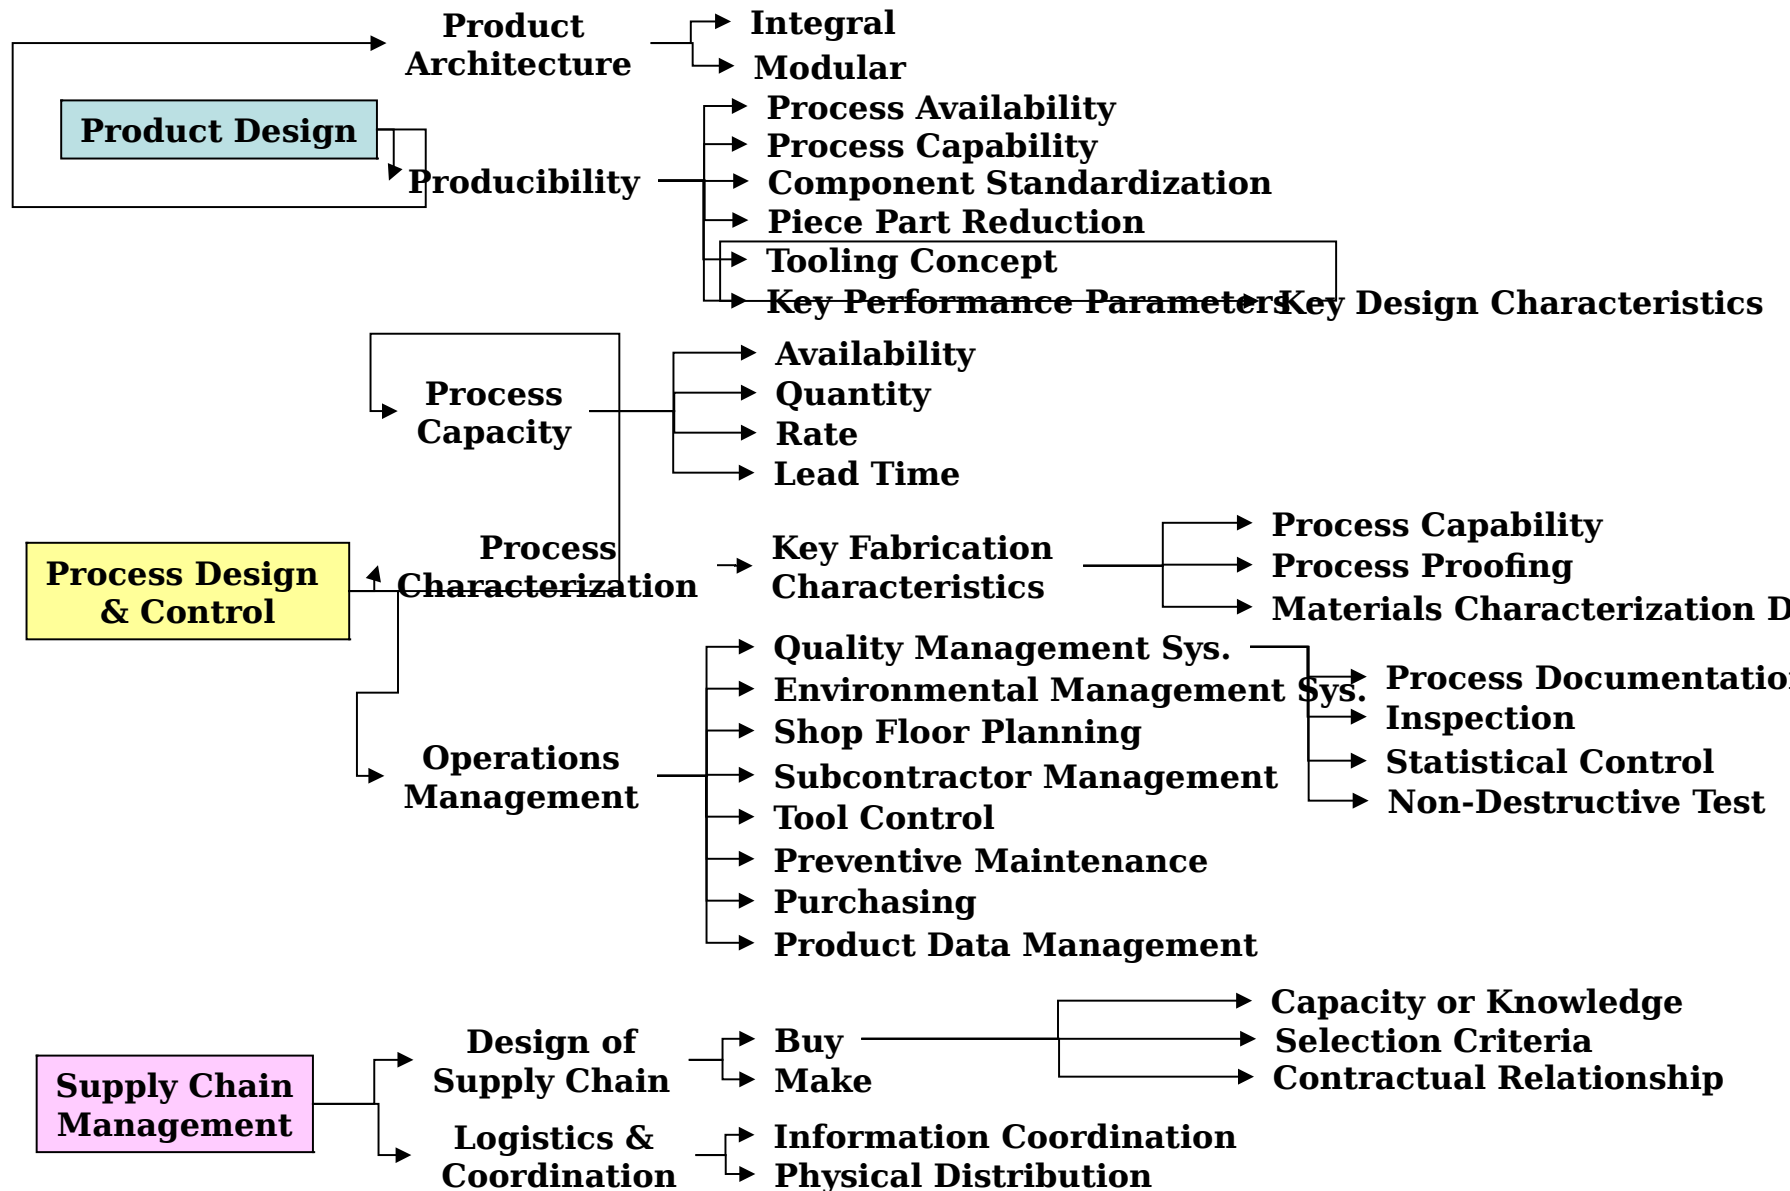 Product
Architecture
Integral
Modular
Product Design
Producibility
Process Availability
Process Capability
Component Standardization
Piece Part Reduction
Tooling Concept
Key Performance Parameters
Key Design Characteristics
Process
Capacity
Availability
Quantity
Rate
Lead Time
Process Design
& Control
Process
Characterization
Key Fabrication
Characteristics
Process Capability
Process Proofing
Materials Characterization D
Operations
Management
Quality Management Sys.
Environmental Management Sys.
Shop Floor Planning
Subcontractor Management
Tool Control
Preventive Maintenance
Purchasing
Product Data Management
Process Documentation
Inspection
Statistical Control
Non-Destructive Test
Supply Chain
Management
Design of
Supply Chain
Buy
Make
Capacity or Knowledge
Selection Criteria
Contractual Relationship
Logistics &
Coordination
Information Coordination
Physical Distribution